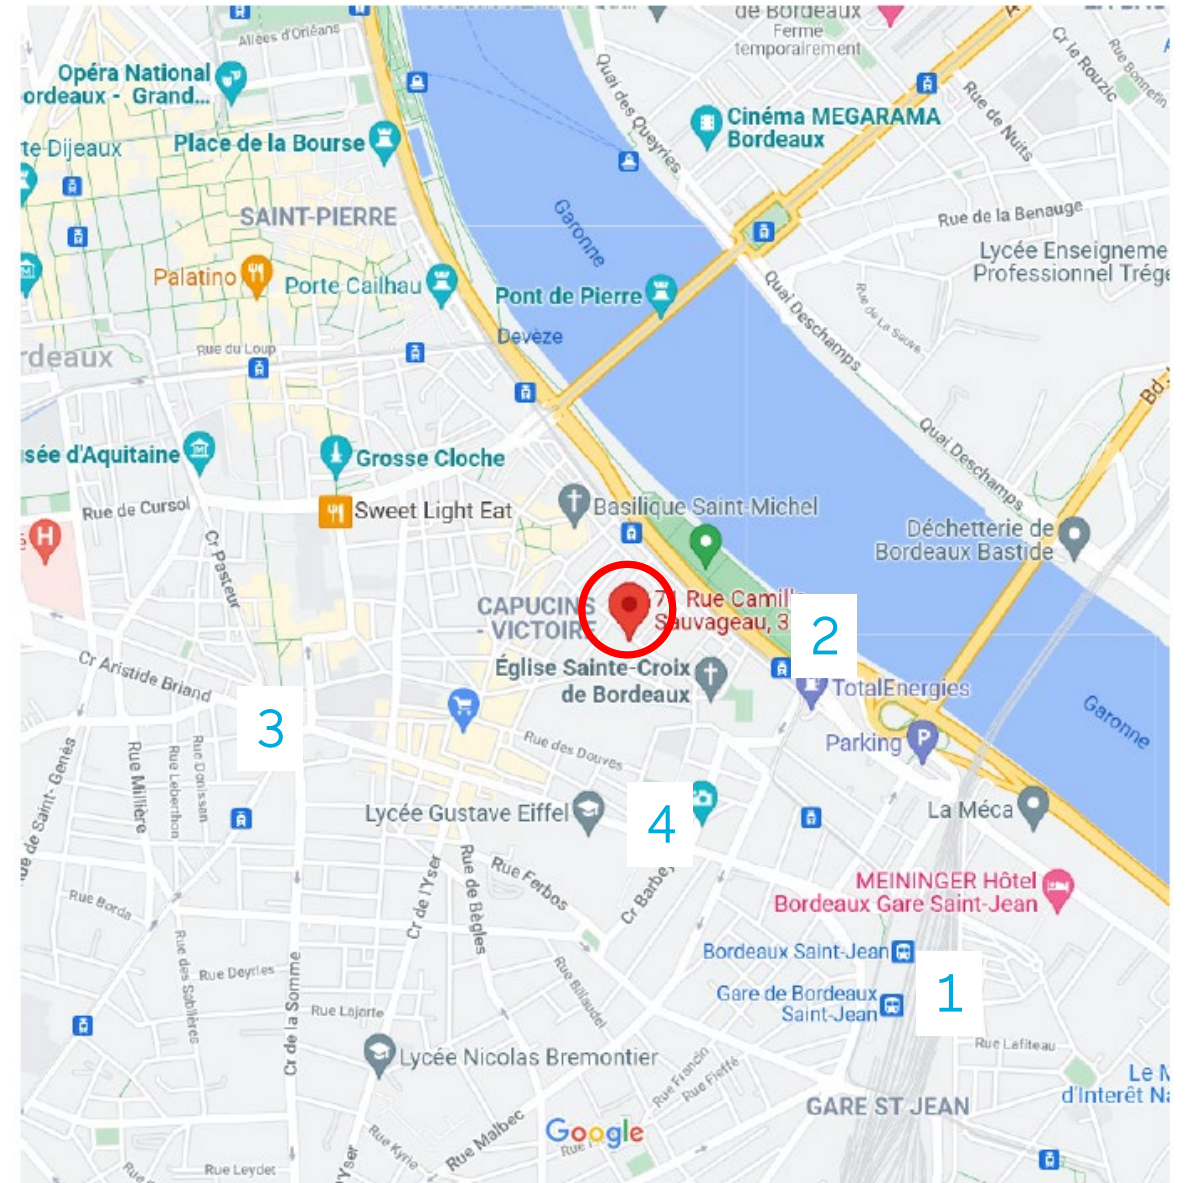 de Bordeaux
Ferme
temporairement
Allées d'Orléans
Cr le Rouzic
Rue Bonnefin
Opéra National
ordeaux - Grand...
Quai des Queyries
Rue de Nuits
Cinéma MEGARAMA
Bordeaux
te Dijeaux
Place de la Bourse
SAINT-PIERRE
Garonne
Rue de la Benauge
Lycée Enseigneme
Professionnel Trége
Palatino
Porte Cailhau
Pont de Pierre
Quai Deschamps
Rue de La Sauve
Devèze
rdeaux
Rue du Loup
Bd.
Quai Deschamps
sée d'Aquitaine
Grosse Cloche
Rue de Cursol
Sweet Light Eat
Basilique Saint-Michel
Déchetterie de
Bordeaux Bastide
H
Cr Pasteur
CAPUCINS
- VICTOIRE
71 Rue Camille
Sauvageau, 3
2
Église Sainte-Croix
de Bordeaux
Cr Aristide Briand
TotalEnergies
Garonne
3
Rue des Douves
Parking
P
Rue de Saint-Genès
Rue Millière
Rue Leberthon
Rue Donissan
Lycée Gustave Eiffel
4
La Méca
Rue Borda
Cr de l'Yser
Rue de Bègles
Rue Ferbos
Cr Barbey
MEININGER Hôtel
Bordeaux Gare Saint-Jean
Rue des Sablières
Rue Deyries
Cr de la Somme
Rue Billaudel
Bordeaux Saint-Jean
1
Gare de Bordeaux
Saint-Jean
Rue Lajarte
Rue Lafiteau
Lycée Nicolas Bremontier
Rue Francin
Rue Fieffé
Le M
d'Interêt Na
GARE ST JEAN
Google
Rue Malbec
Rue Kyrie
Yser
Rue Leydet